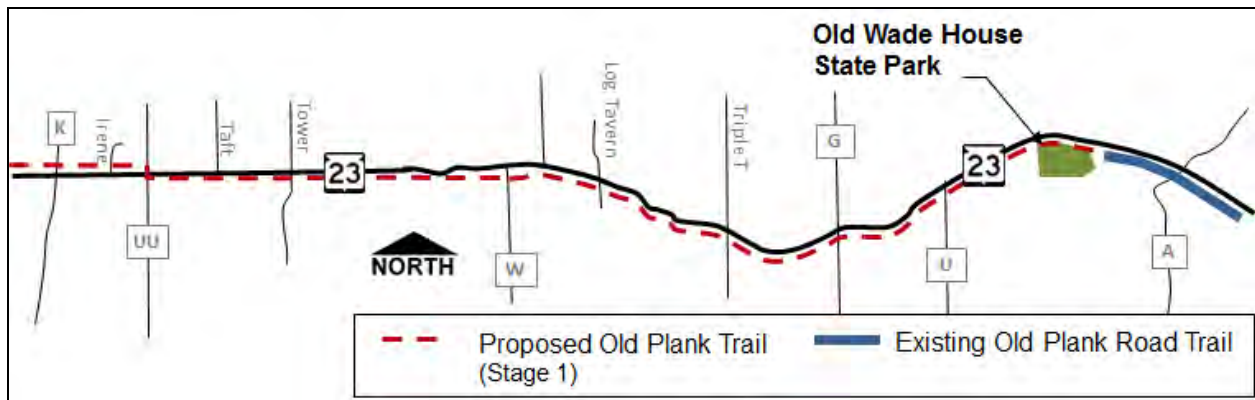 Old Wade House
State Park
K
Irene
Taft
Tower
Log Tavern
Triple T
G
23
23
UU
NORTH
W
U
A
Proposed Old Plank Trail
(Stage 1)
Existing Old Plank Road Trail